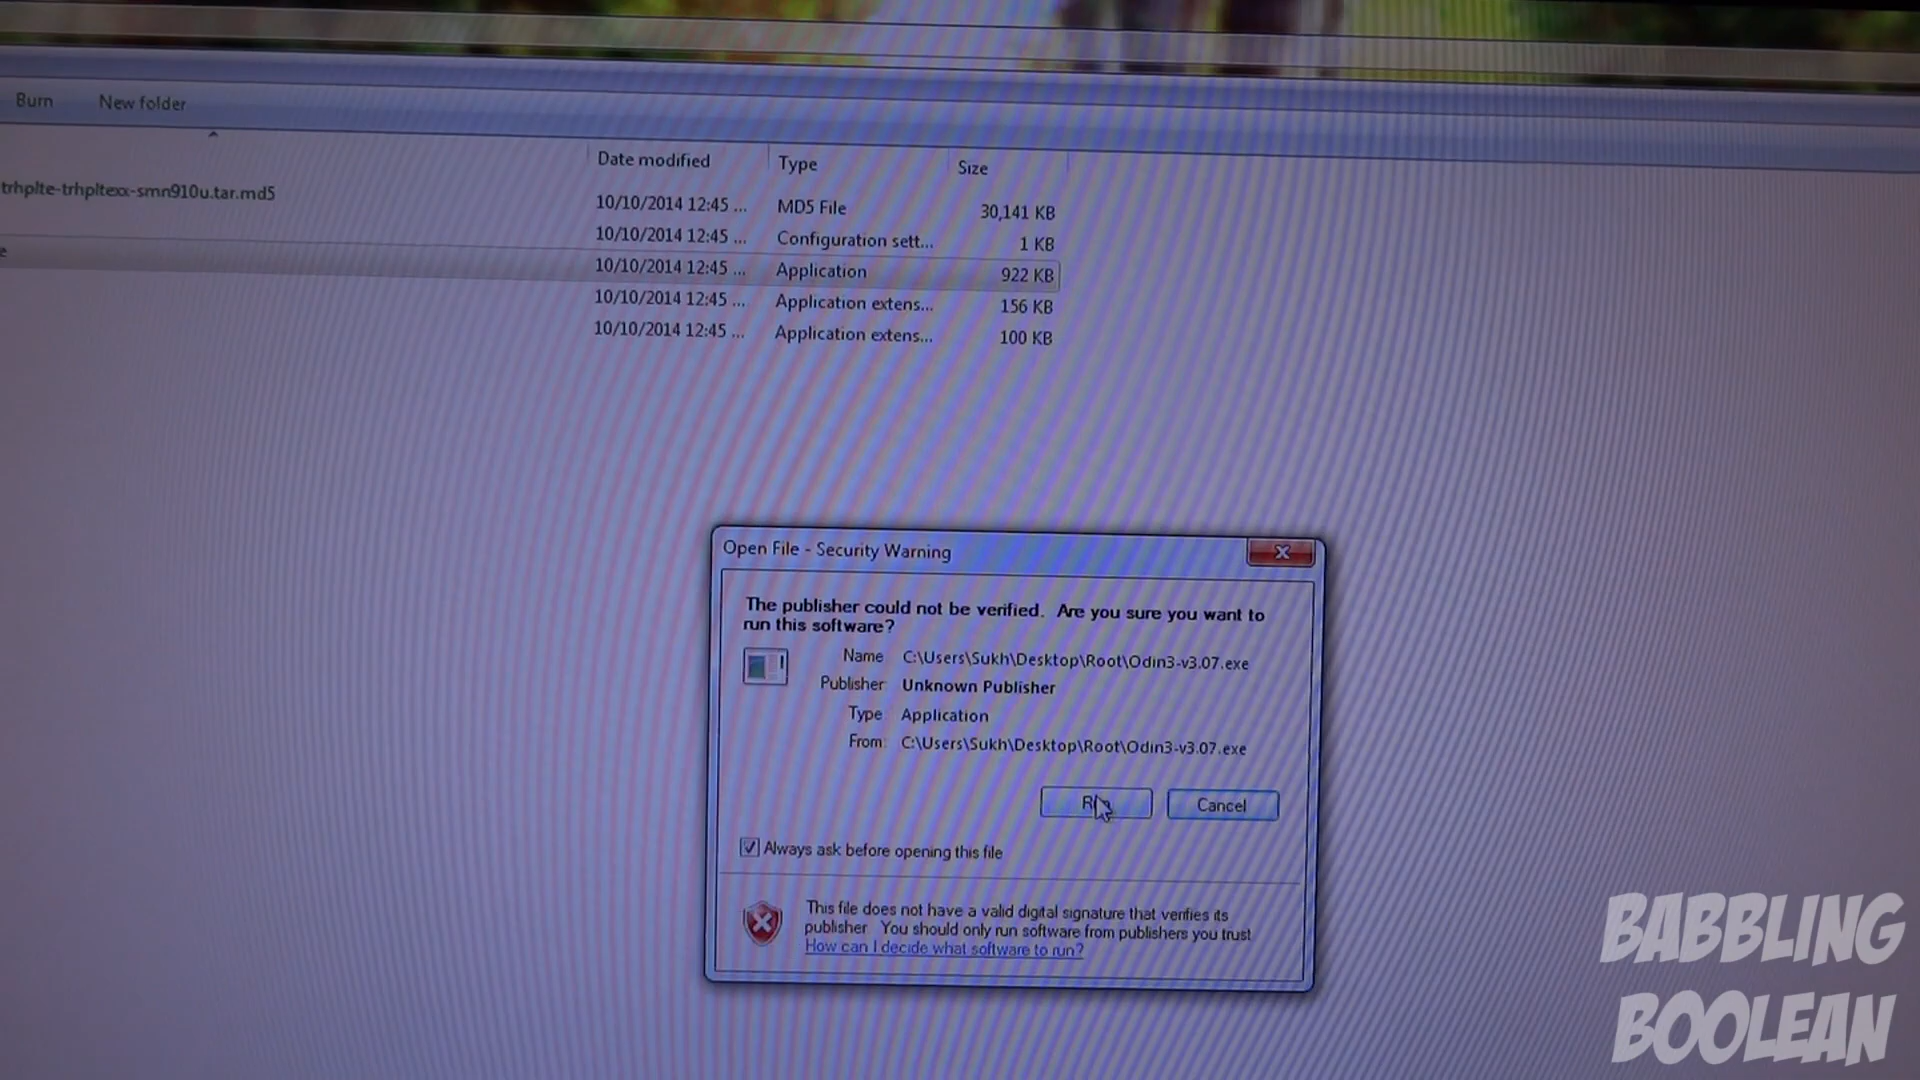 Burn New folder
Date modified Type Size
trhplte-trhpltexx-smn910u.tar.md5 10/10/2014 12:45 ... MD5 File 30,141 KB
10/10/2014 12:45 ... Configuration sett... 1 KB
e 10/10/2014 12:45 ... Application 922 KB
10/10/2014 12:45 ... Application extens... 156 KB
10/10/2014 12:45 ... Application extens... 100 KB
Open File - Security Warning
The publisher could not be verified. Are you sure you want to
run this software?
Name C:\Users\Sukh\Desktop\Root\Odin3-v3.07.exe
Publisher: Unknown Publisher
Type Application
From: C:\Users\Sukh\Desktop\Root\Odin3-v3.07.exe
Cancel
Always ask before opening this file
This file does not have a valid digital signature that verifies its
publisher You should only run software from publishers you trust
How can I decide what software to run?
BABBLING
BOOLEAN